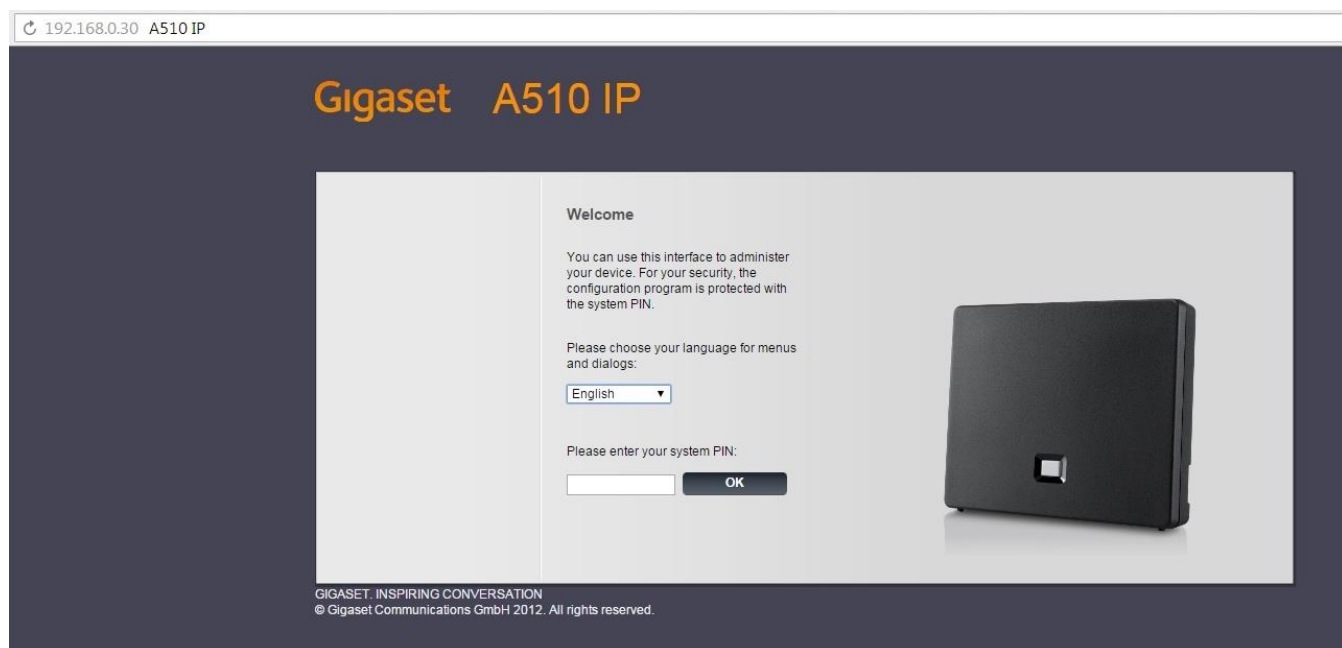 192.168.0.30 A510 IP
Gigaset A510 IP
Welcome
You can use this interface to administer
your device. For your security, the
configuration program is protected with
the system PIN.
Please choose your language for menus
and dialogs:
English
Please enter your system PIN:
OK
GIGASET. INSPIRING CONVERSATION
© Gigaset Communications GmbH 2012. All rights reserved.